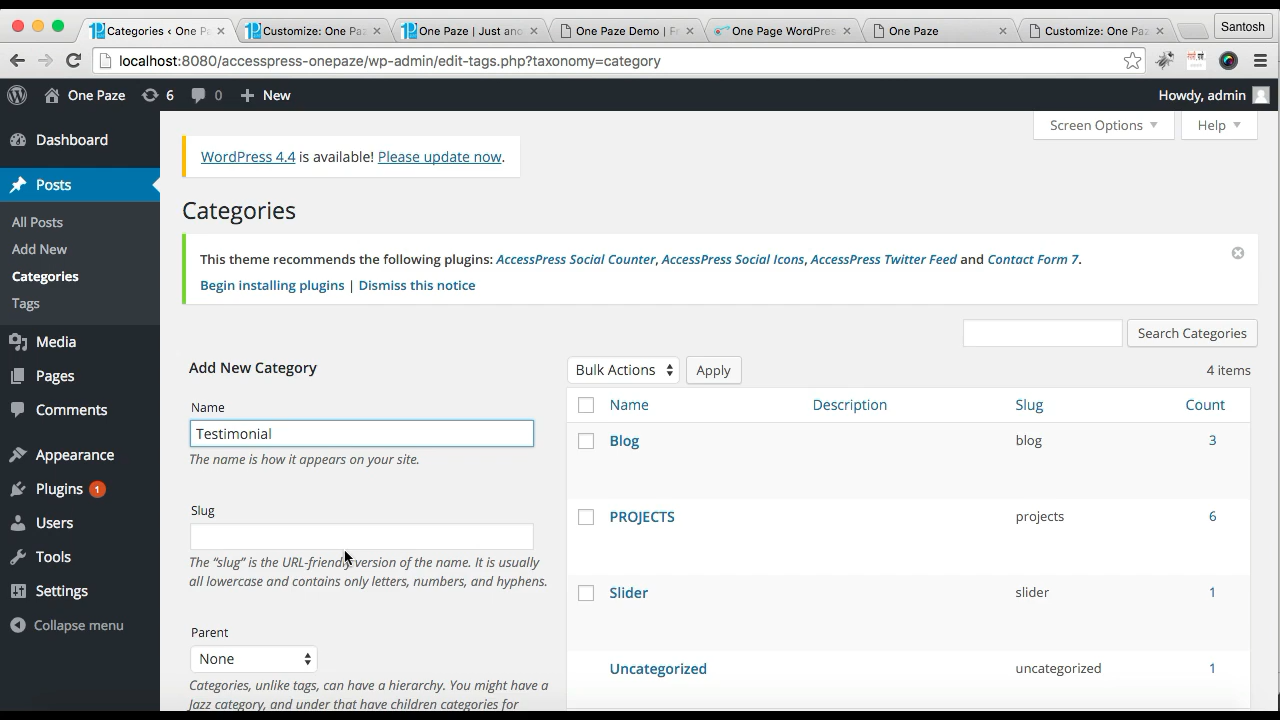 Categories ‹ One P
Customize: One Pa
One Paze | Just ano
One Paze Demo | F
One Page WordPres
One Paze
Customize: One Pa
Santosh
localhost:8080/accesspress-onepaze/wp-admin/edit-tags.php?taxonomy=category
One Paze
6
0
New
Howdy, admin
Screen Options
Help
WordPress 4.4 is available! Please update now.
Dashboard
Posts
All Posts
Add New
Categories
Tags
Media
Pages
Comments
Appearance
Plugins 1
Users
Tools
Settings
Collapse menu
Categories
This theme recommends the following plugins: AccessPress Social Counter, AccessPress Social Icons, AccessPress Twitter Feed and Contact Form 7.
Begin installing plugins | Dismiss this notice
Search Categories
Add New Category
Name
Testimonial
The name is how it appears on your site.
Slug
The “slug” is the URL-friendly version of the name. It is usually
all lowercase and contains only letters, numbers, and hyphens.
Parent
None
Categories, unlike tags, can have a hierarchy. You might have a
Jazz category, and under that have children categories for
Bulk Actions
Apply
4 items
Name Description Slug Count
Blog blog 3
PROJECTS projects 6
Slider slider 1
Uncategorized uncategorized 1